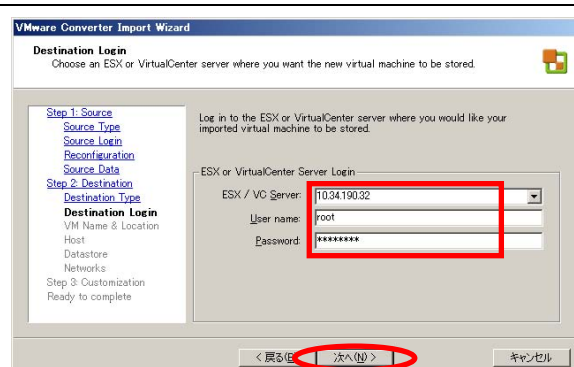 VMware Converter Import Wizard
Destination Login
Choose an ESX or VirtualCenter server where you want the new virtual machine to be stored.
Step 1: Source
Source Type
Source Login
Reconfiguration
Source Data
Step 2: Destination
Destination Type
Destination Login
VM Name & Location
Host
Datastore
Networks
Step 3: Customization
Ready to complete
Log in to the ESX or VirtualCenter server where you would like your
imported virtual machine to be stored.
ESX or VirtualCenter Server Login
ESX / VC Server: 10.34.190.32
User name: root
Password: ********
< 戻る(B) 次へ(N) > キャンセル